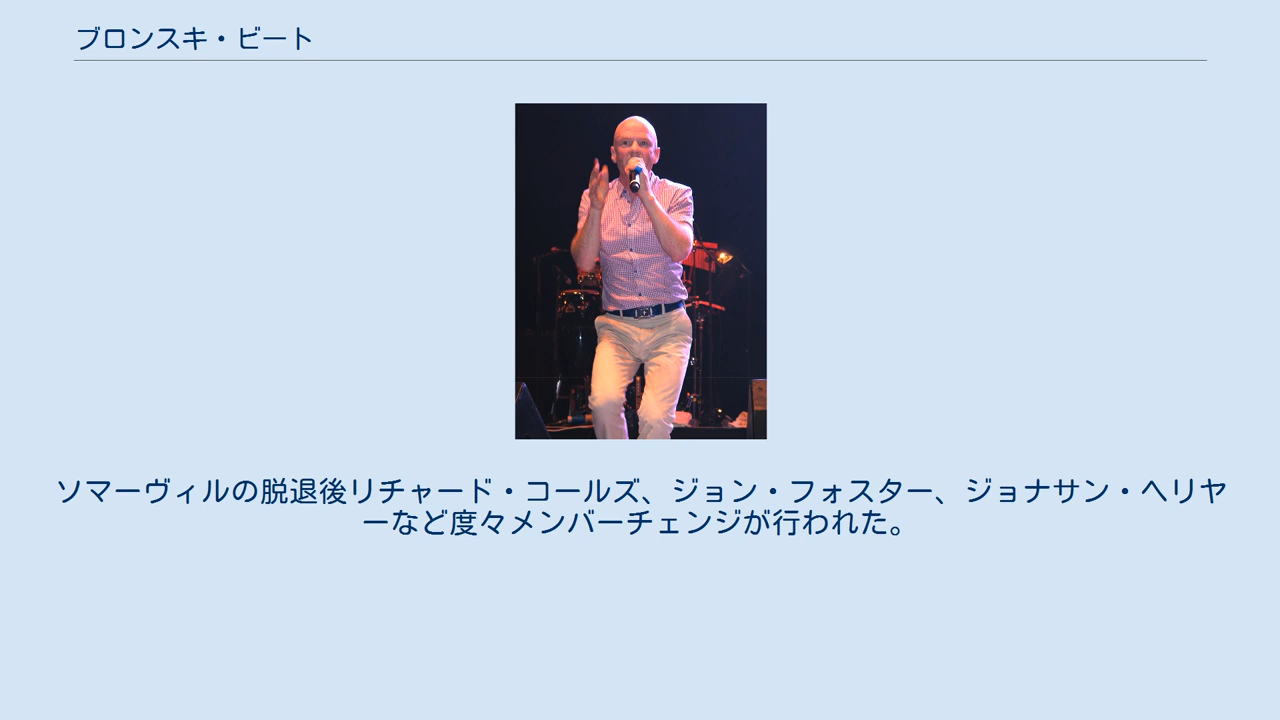 ブロンスキ・ビート
ソマーヴィルの脱退後リチャード・コールズ、ジョン・フォスター、ジョナサン・ヘリヤ
ーなど度々メンバーチェンジが行われた。